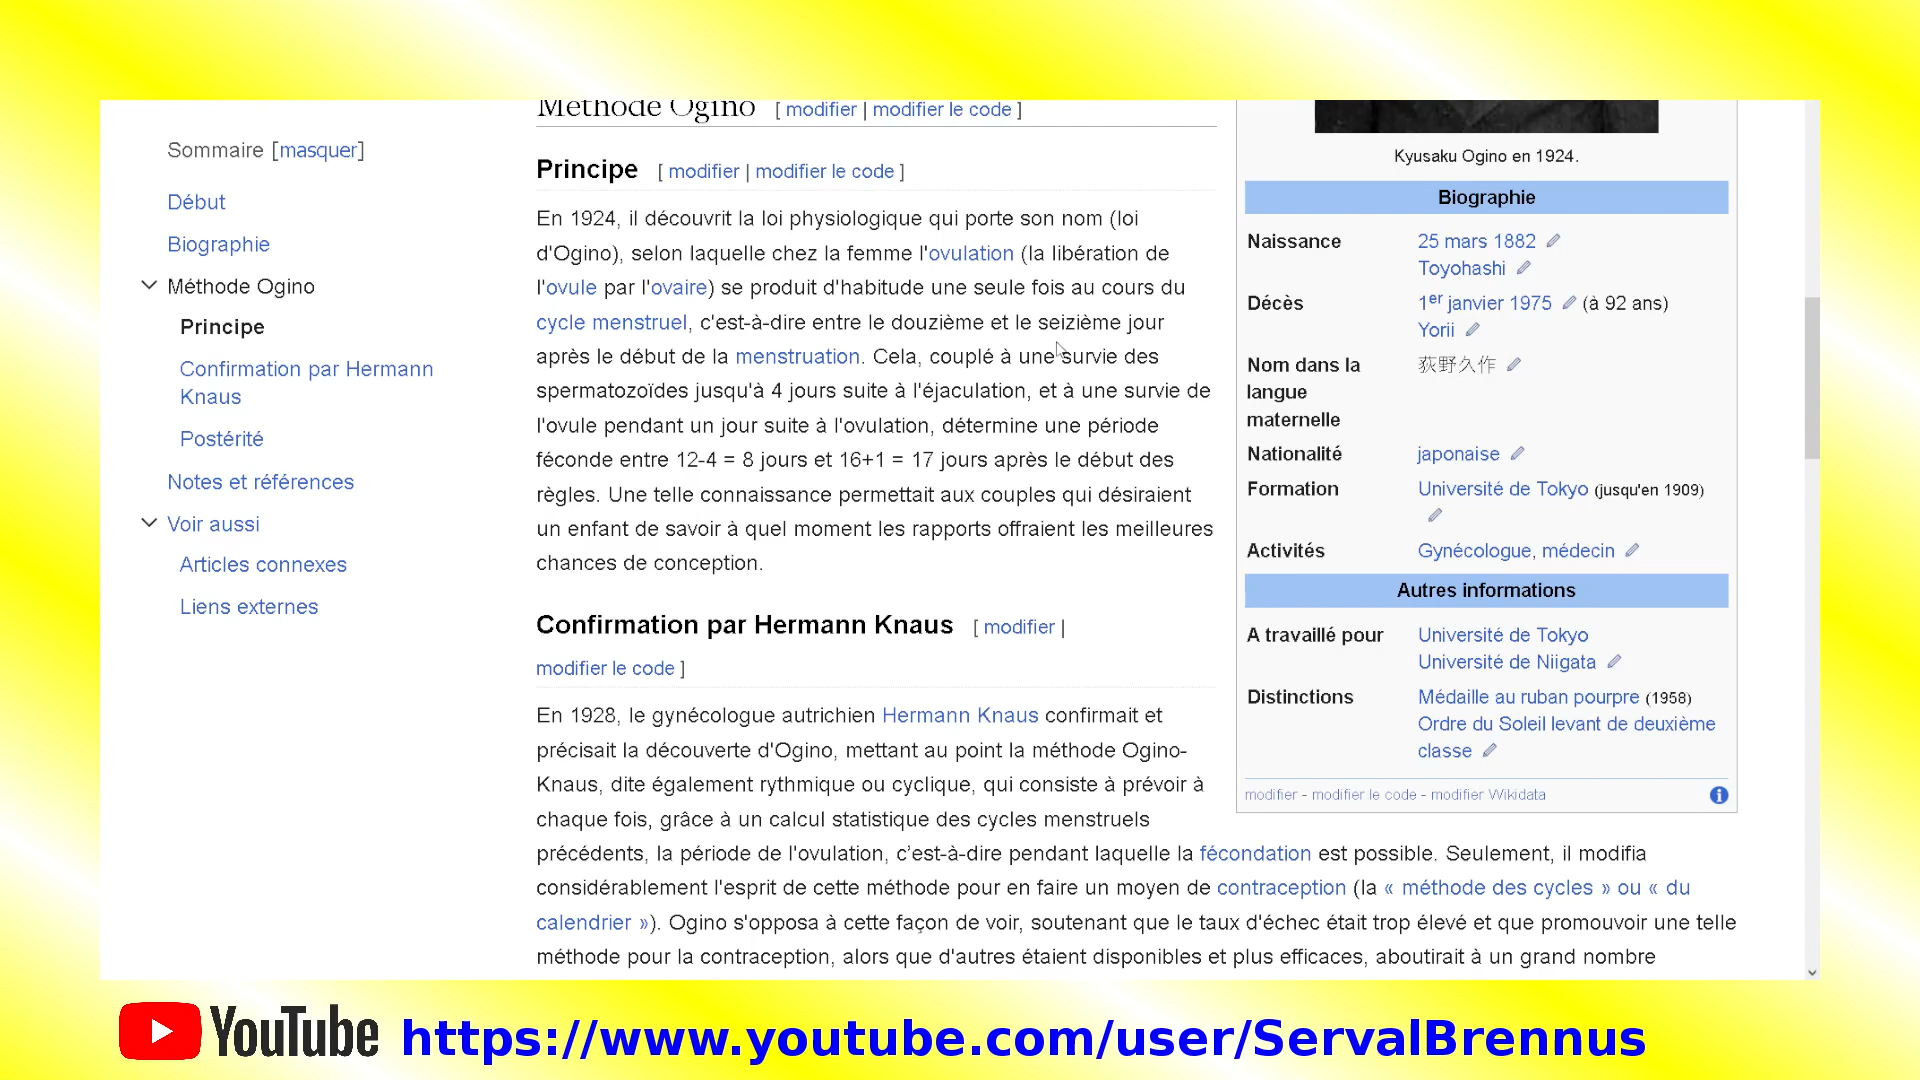 Sommaire [masquer]
Début
Biographie
Méthode Ogino
Principe
Confirmation par Hermann
Knaus
Postérité
Notes et références
Voir aussi
Articles connexes
Liens externes
Méthode Ogino [ modifier | modifier le code ]
Principe [ modifier | modifier le code ]
En 1924, il découvrit la loi physiologique qui porte son nom (loi
d'Ogino), selon laquelle chez la femme l'ovulation (la libération de
l'ovule par l'ovaire) se produit d'habitude une seule fois au cours du
cycle menstruel, c'est-à-dire entre le douzième et le seizième jour
après le début de la menstruation. Cela, couplé à une survie des
spermatozoïdes jusqu'à 4 jours suite à l'éjaculation, et à une survie de
l'ovule pendant un jour suite à l'ovulation, détermine une période
féconde entre 12-4 = 8 jours et 16+1 = 17 jours après le début des
règles. Une telle connaissance permettait aux couples qui désiraient
un enfant de savoir à quel moment les rapports offraient les meilleures
chances de conception.
Confirmation par Hermann Knaus [ modifier |
modifier le code ]
En 1928, le gynécologue autrichien Hermann Knaus confirmait et
précisait la découverte d'Ogino, mettant au point la méthode Ogino-
Knaus, dite également rythmique ou cyclique, qui consiste à prévoir à
chaque fois, grâce à un calcul statistique des cycles menstruels
précédents, la période de l'ovulation, c’est-à-dire pendant laquelle la fécondation est possible. Seulement, il modifia
considérablement l'esprit de cette méthode pour en faire un moyen de contraception (la « méthode des cycles » ou « du
calendrier »). Ogino s'opposa à cette façon de voir, soutenant que le taux d'échec était trop élevé et que promouvoir une telle
méthode pour la contraception, alors que d'autres étaient disponibles et plus efficaces, aboutirait à un grand nombre
Kyusaku Ogino en 1924.
Biographie
Naissance 25 mars 1882
Toyohashi
Décès 1er janvier 1975 (à 92 ans)
Yorii
Nom dans la 荻野久作
langue
maternelle
Nationalité japonaise
Formation Université de Tokyo (jusqu'en 1909)
Activités Gynécologue, médecin
Autres informations
A travaillé pour Université de Tokyo
Université de Niigata
Distinctions Médaille au ruban pourpre (1958)
Ordre du Soleil levant de deuxième
classe
modifier - modifier le code - modifier Wikidata
YouTube https://www.youtube.com/user/ServalBrennus